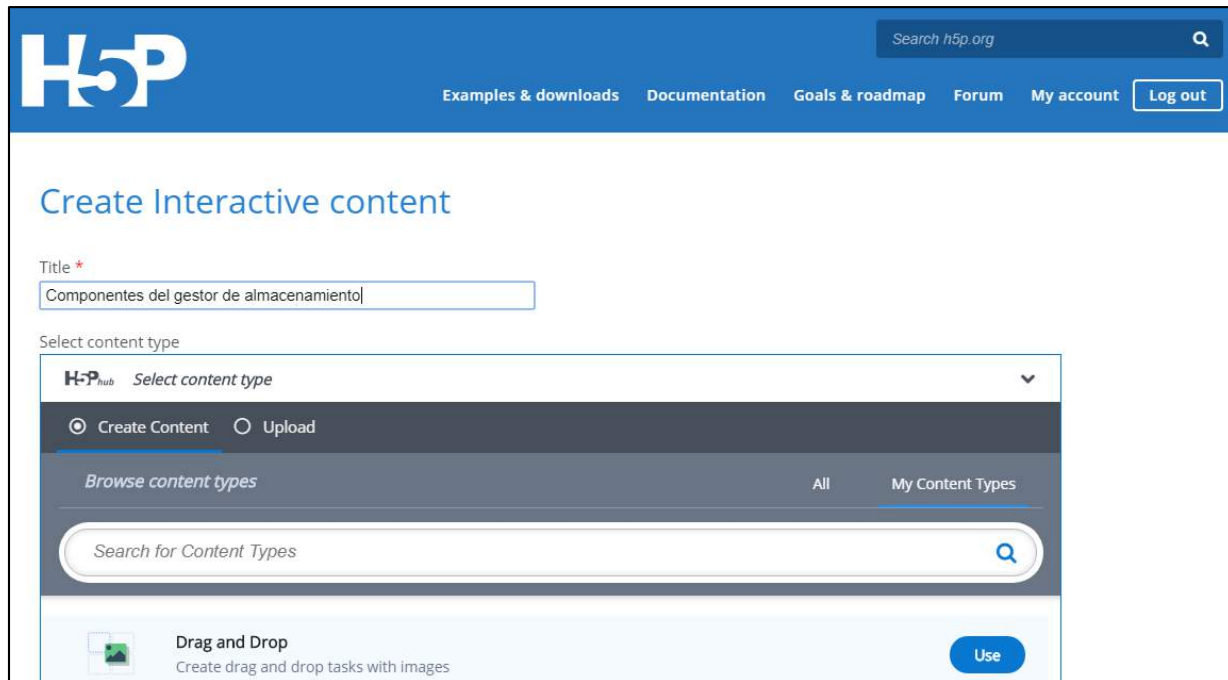 H5P
Search h5p.org
Examples & downloads Documentation Goals & roadmap Forum My account Log out
Create Interactive content
Title *
Componentes del gestor de almacenamiento
Select content type
H5Phub Select content type
Create Content Upload
Browse content types All My Content Types
Search for Content Types
Drag and Drop
Create drag and drop tasks with images
Use